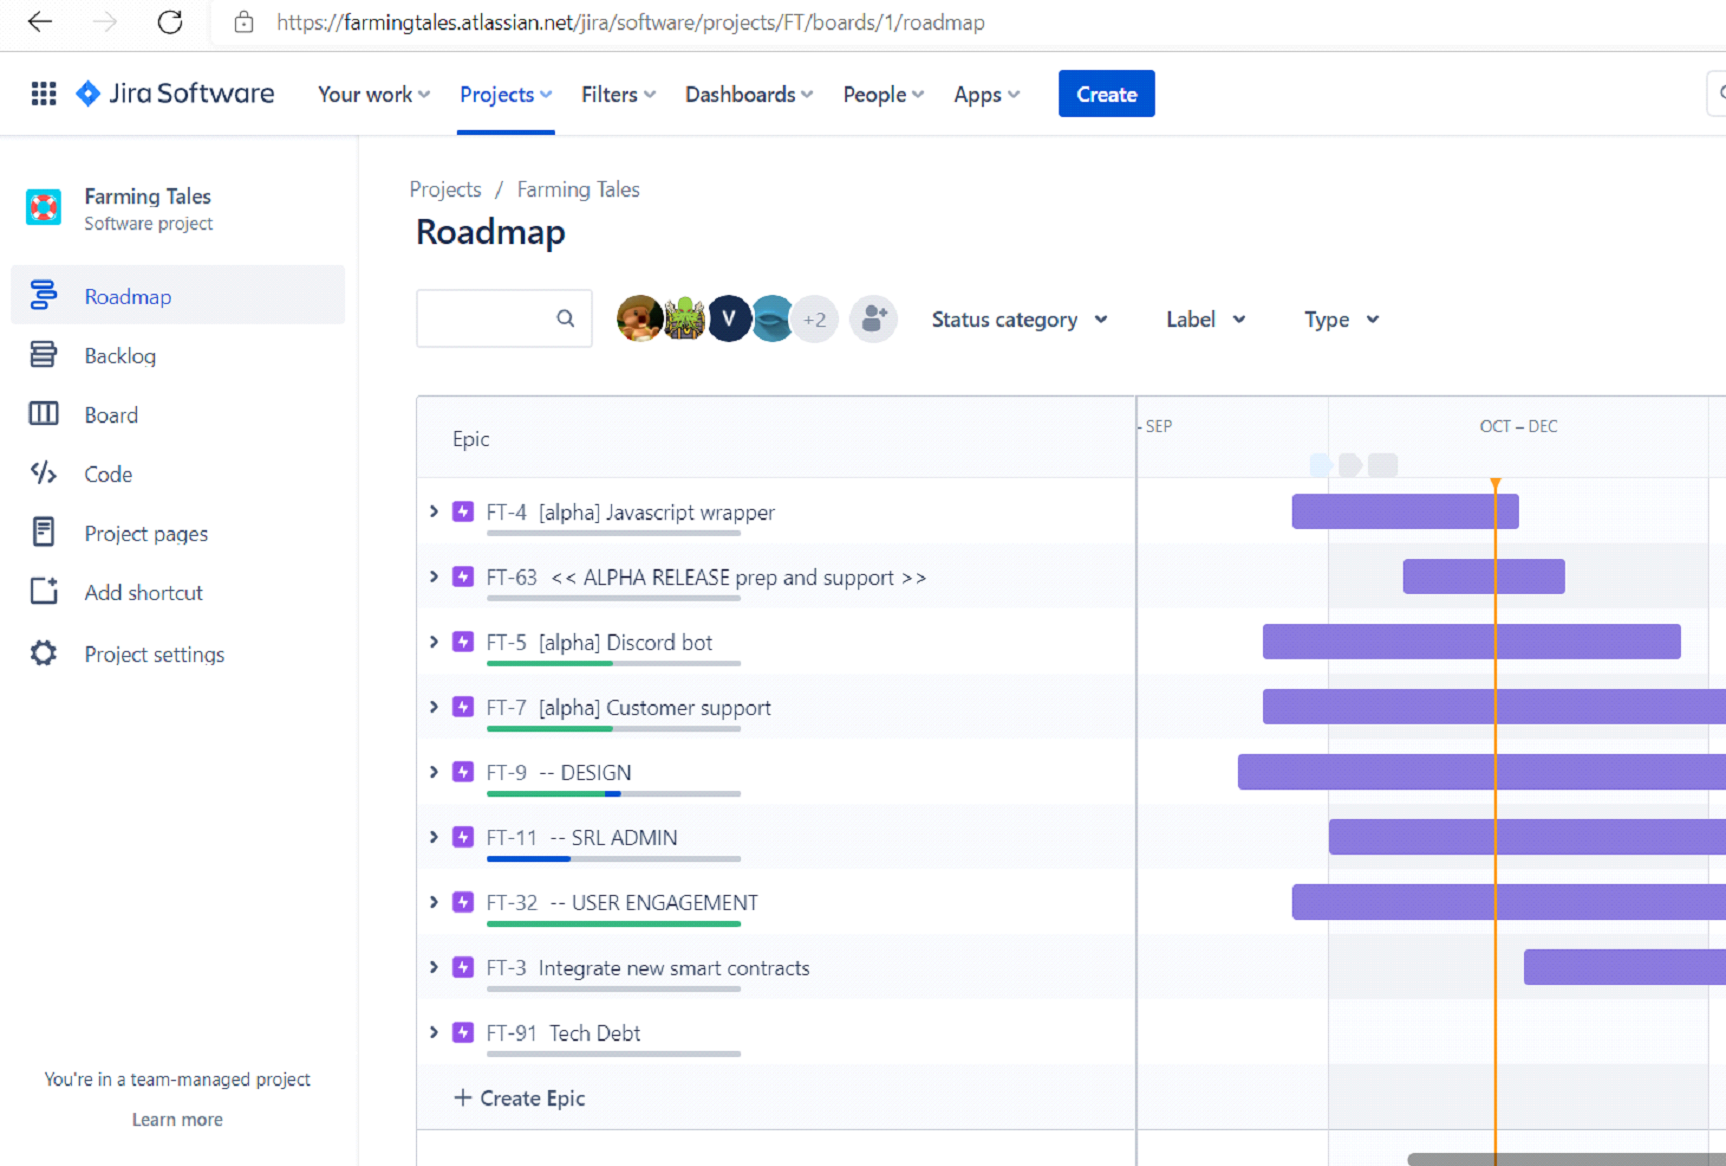 https://farmingtales.atlassian.net/jira/software/projects/FT/boards/1/roadmap
Jira Software Your work Projects Filters Dashboards People Apps Create
Farming Tales
Software project
Roadmap
Backlog
Board
Code
Project pages
Add shortcut
Project settings
You're in a team-managed project
Learn more
Projects / Farming Tales
Roadmap
V +2 Status category Label Type
Epic - SEP OCT – DEC
FT-4 [alpha] Javascript wrapper
FT-63 << ALPHA RELEASE prep and support >>
FT-5 [alpha] Discord bot
FT-7 [alpha] Customer support
FT-9 -- DESIGN
FT-11 -- SRL ADMIN
FT-32 -- USER ENGAGEMENT
FT-3 Integrate new smart contracts
FT-91 Tech Debt
+ Create Epic